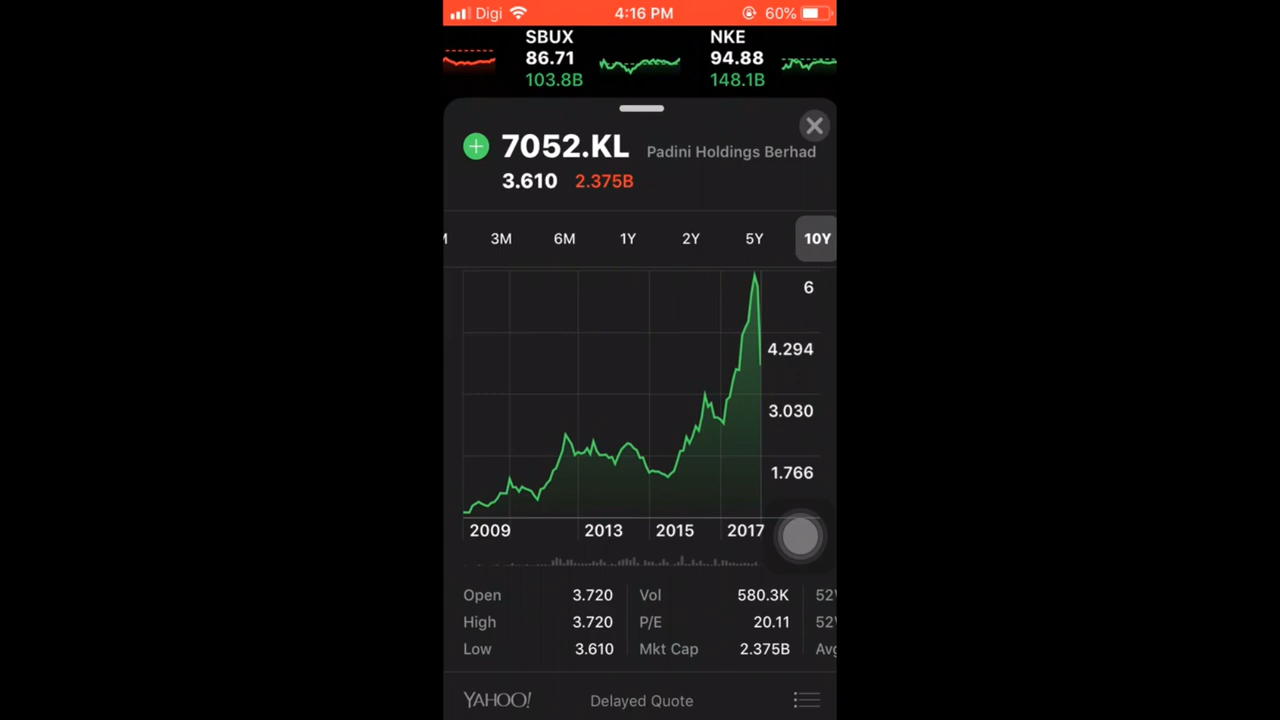 Digi 4:16 PM 60%
SBUX NKE
86.71 94.88
103.8B 148.1B
7052.KL Padini Holdings Berhad
3.610 2.375B
3M 6M 1Y 2Y 5Y 10Y
6
4.294
3.030
1.766
2009 2013 2015 2017
Open 3.720 Vol 580.3K
High 3.720 P/E 20.11
Low 3.610 Mkt Cap 2.375B
YAHOO! Delayed Quote